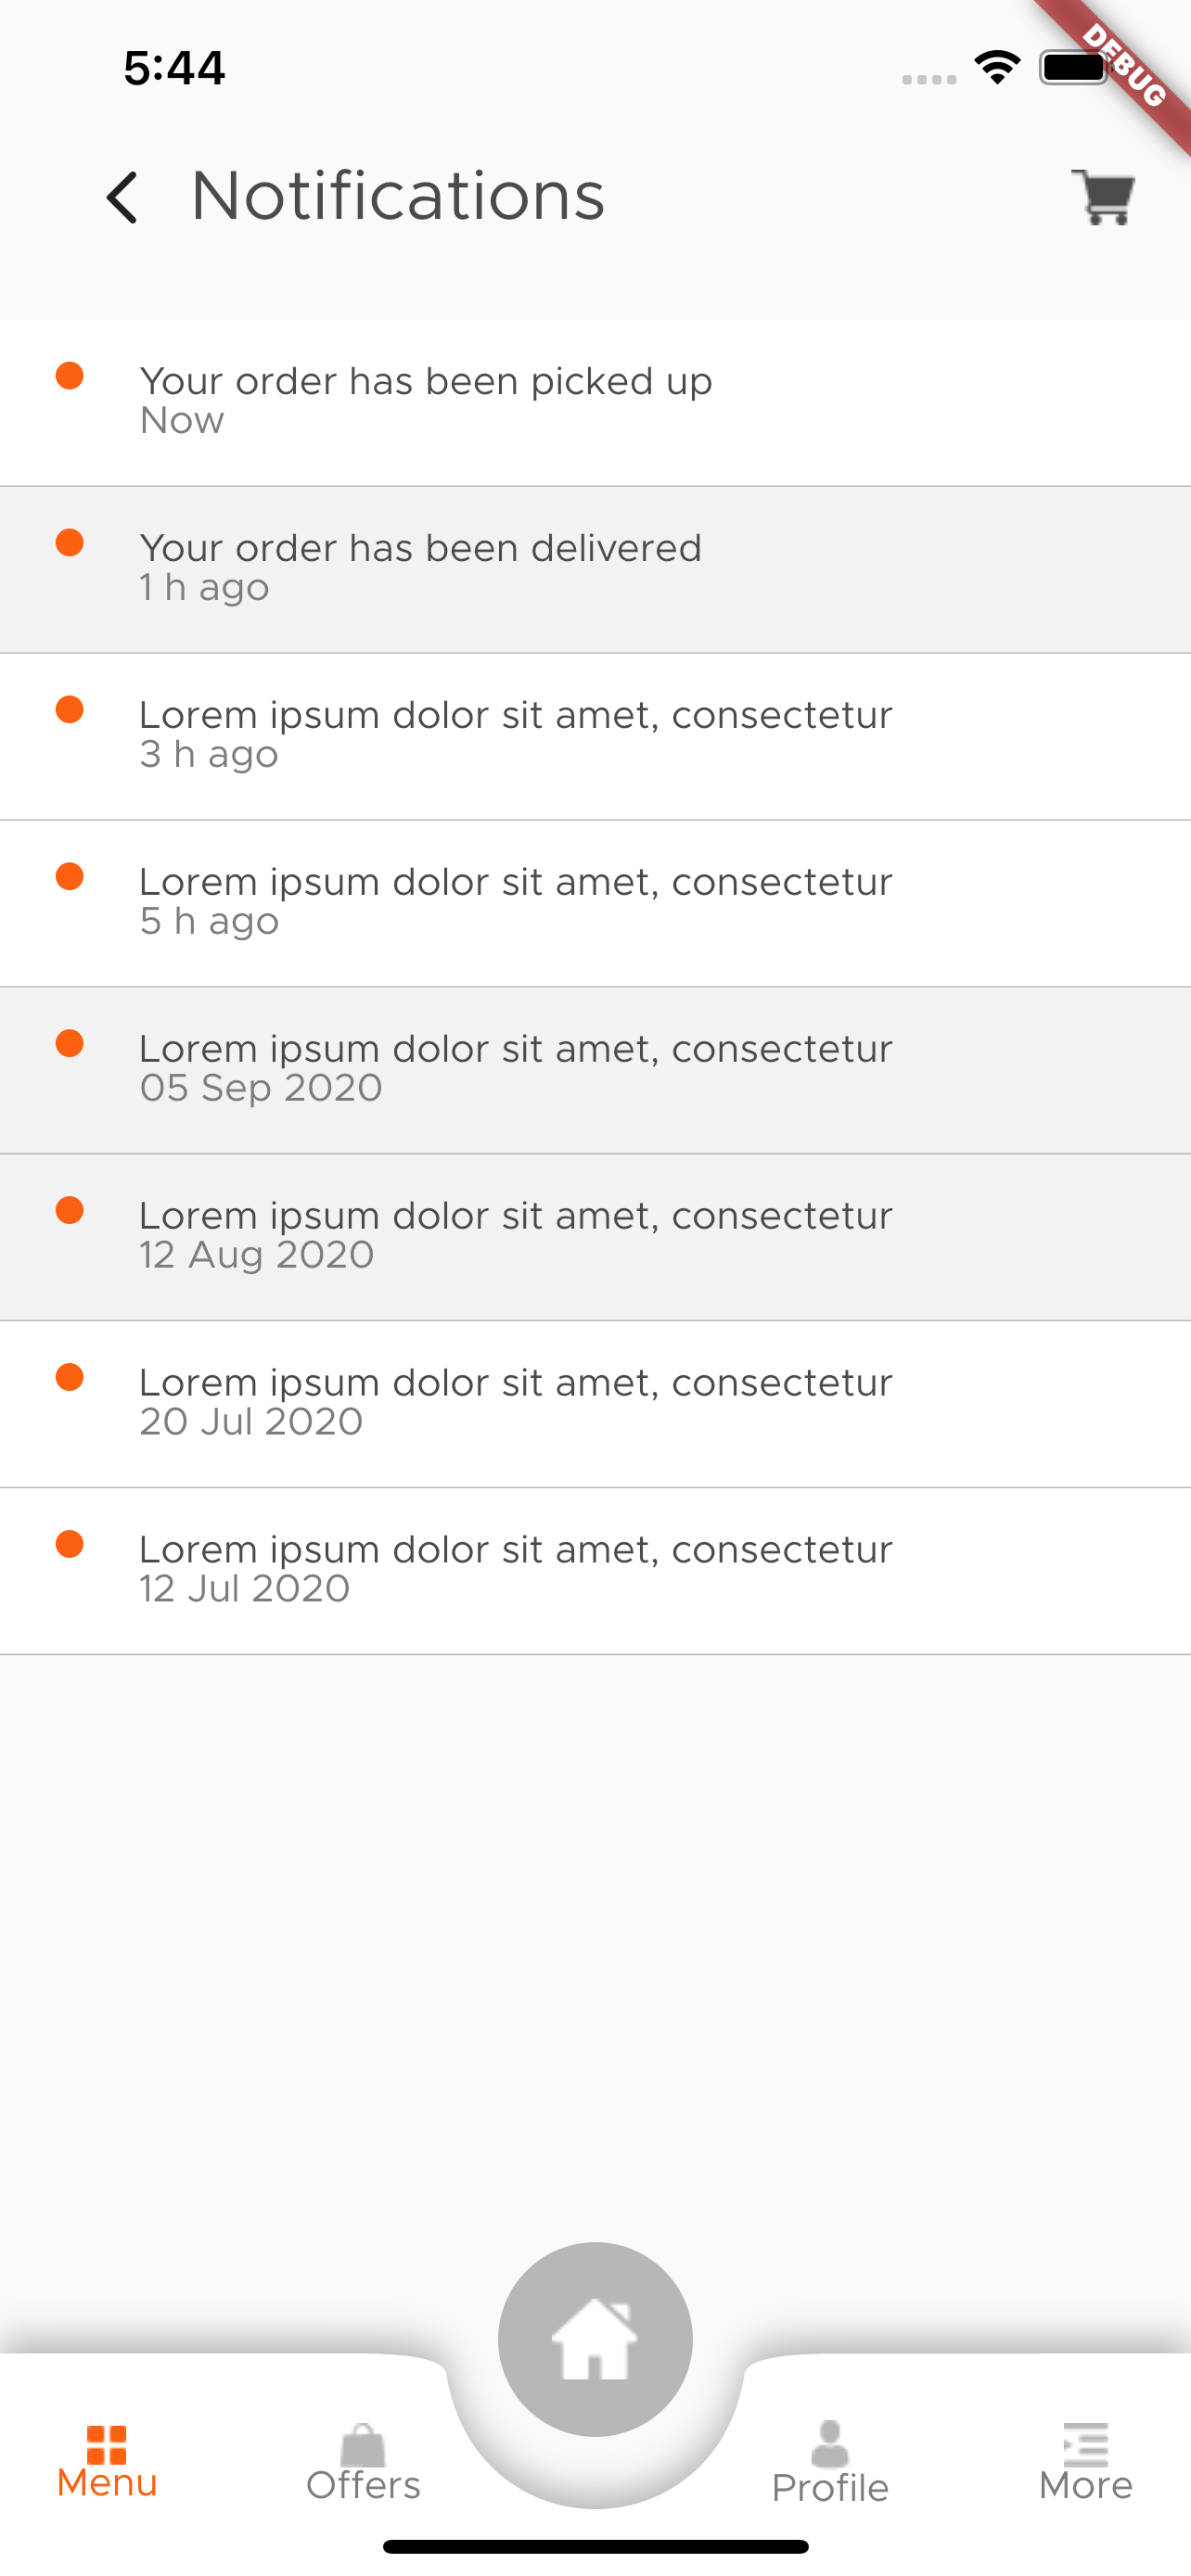 5:44
DEBUG
Notifications
Your order has been picked up
Now
Your order has been delivered
1 h ago
Lorem ipsum dolor sit amet, consectetur
3 h ago
Lorem ipsum dolor sit amet, consectetur
5 h ago
Lorem ipsum dolor sit amet, consectetur
05 Sep 2020
Lorem ipsum dolor sit amet, consectetur
12 Aug 2020
Lorem ipsum dolor sit amet, consectetur
20 Jul 2020
Lorem ipsum dolor sit amet, consectetur
12 Jul 2020
Menu
Offers
Profile
More